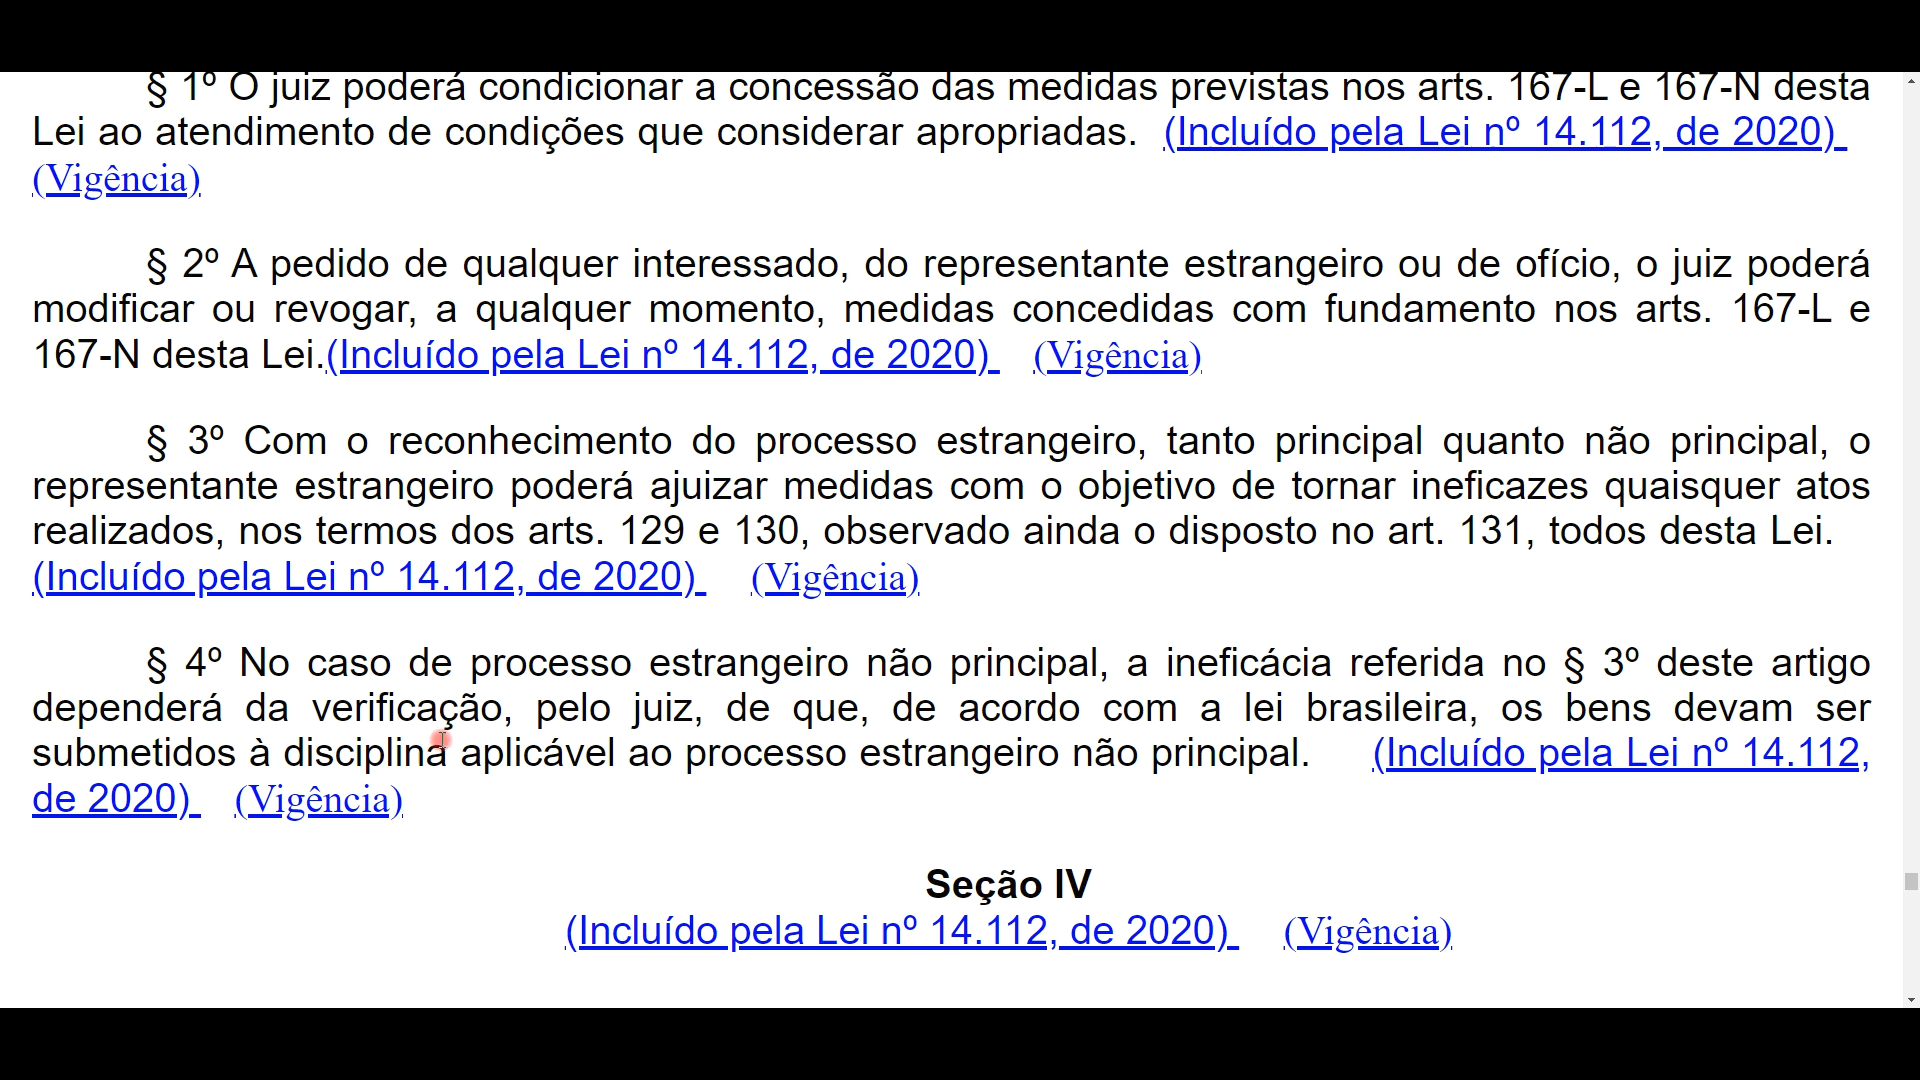 § 1º O juiz poderá condicionar a concessão das medidas previstas nos arts. 167-L e 167-N desta
Lei ao atendimento de condições que considerar apropriadas. (Incluído pela Lei nº 14.112, de 2020)
(Vigência)
§ 2º A pedido de qualquer interessado, do representante estrangeiro ou de ofício, o juiz poderá
modificar ou revogar, a qualquer momento, medidas concedidas com fundamento nos arts. 167-L e
167-N desta Lei.(Incluído pela Lei nº 14.112, de 2020) (Vigência)
§ 3º Com o reconhecimento do processo estrangeiro, tanto principal quanto não principal, o
representante estrangeiro poderá ajuizar medidas com o objetivo de tornar ineficazes quaisquer atos
realizados, nos termos dos arts. 129 e 130, observado ainda o disposto no art. 131, todos desta Lei.
(Incluído pela Lei nº 14.112, de 2020) (Vigência)
§ 4º No caso de processo estrangeiro não principal, a ineficácia referida no § 3º deste artigo
dependerá da verificação, pelo juiz, de que, de acordo com a lei brasileira, os bens devam ser
submetidos à disciplina aplicável ao processo estrangeiro não principal. (Incluído pela Lei nº 14.112,
de 2020) (Vigência)
Seção IV
(Incluído pela Lei nº 14.112, de 2020) (Vigência)